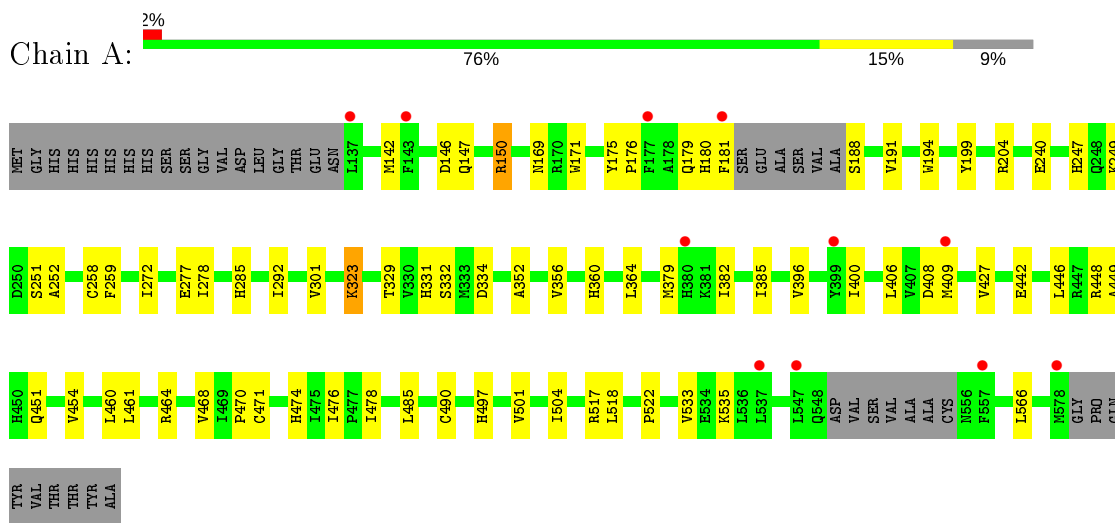 2%
Chain A:
76% 15% 9%
MET GLY HIS HIS HIS HIS HIS HIS SER SER GLY VAL ASP LEU GLY THR GLU ASN L137 M142 F143 D146 Q147 R150 N169 R170 W171 Y175 P176 F177 A178 Q179 H180 F181 SER GLU ALA SER VAL ALA S188 V191 W194 Y199 R204 E240 H247 Q248 K249
D250 S251 A252 C258 F259 I272 E277 I278 H285 I292 V301 K323 T329 V330 H331 S332 M333 D334 A352 V356 H360 L364 M379 H380 K381 I382 I385 V396 Y399 I400 L406 V407 D408 M409 V427 E442 L446 R447 R448 A449
H450 Q451 V454 L460 L461 R464 V468 I469 P470 C471 H474 I475 I476 P477 I478 L485 C490 H497 V501 I504 R517 L518 P522 V533 E534 K535 L536 L537 L547 Q548 ASP VAL SER VAL ALA ALA CYS N556 F557 L566 M578 GLY PRO GLN
TYR VAL THR THR TYR ALA